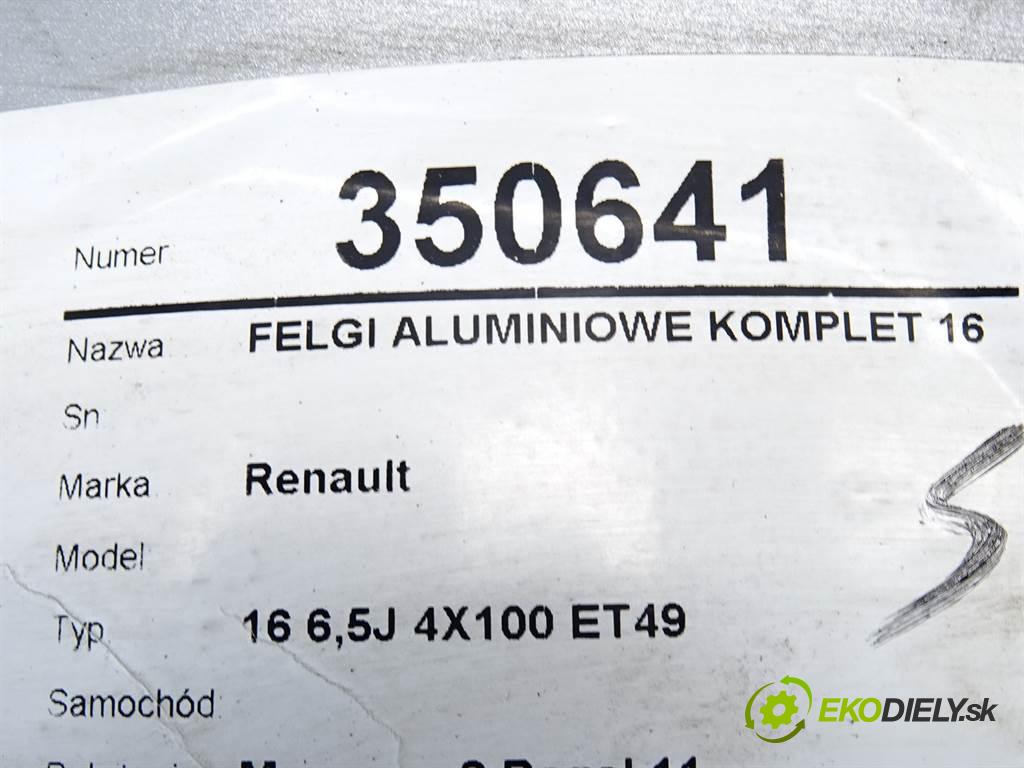 Numer 350641
Nazwa FELGI ALUMINIOWE KOMPLET 16
Sn
Marka Renault
Model
Typ 16 6,5J 4X100 ET49
Samochód
5
EKODIELY.sk